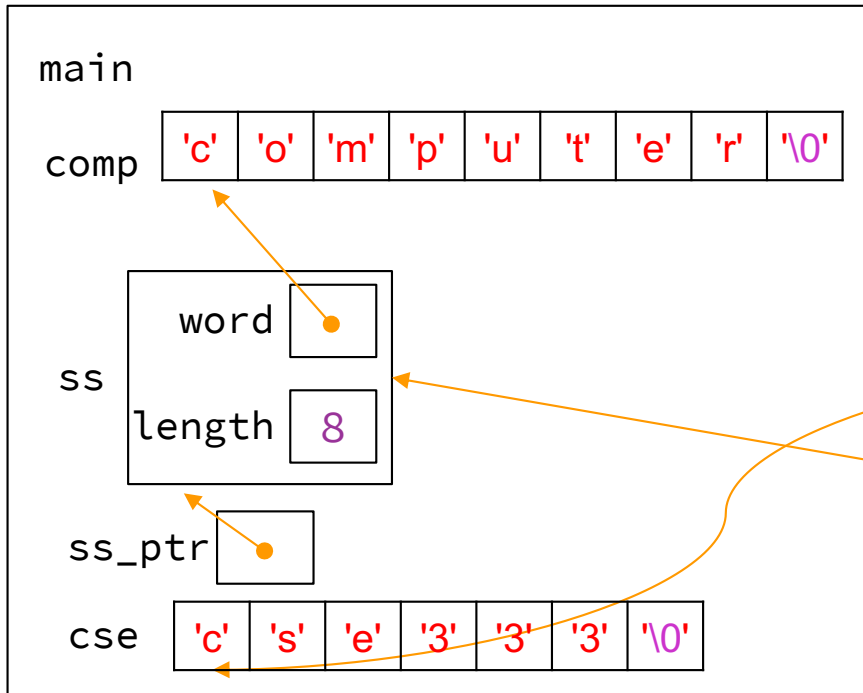 main
comp 'c' 'o' 'm' 'p' 'u' 't' 'e' 'r' '\0'
word
ss
length 8
ss_ptr
cse 'c' 's' 'e' '3' '3' '3' '\0'